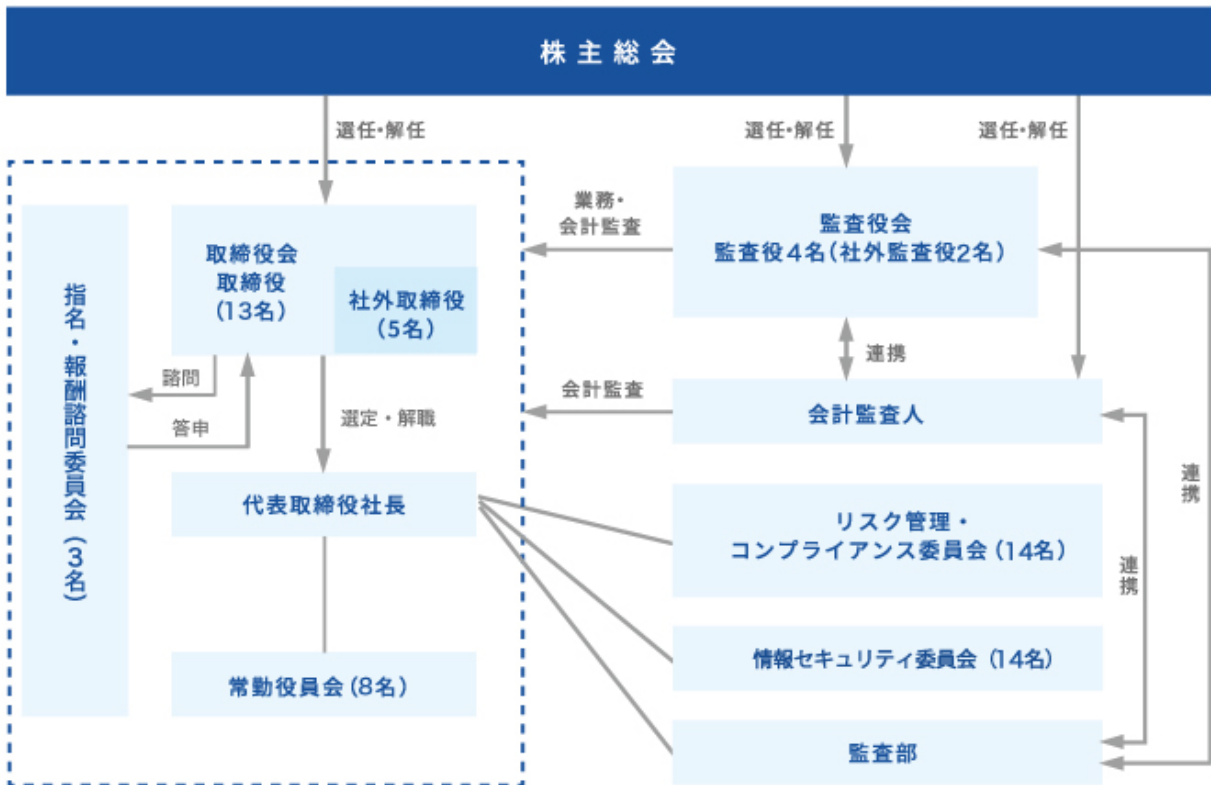 株主総会
選任・解任
選任・解任
選任・解任
取締役会
取締役
(13名)
社外取締役
(5名)
業務・
会計監査
監査役会
監査役4名(社外監査役2名)
指名・報酬諮問委員会(3名)
諮問
答申
選定・解職
連携
会計監査
会計監査人
代表取締役社長
リスク管理・
コンプライアンス委員会(14名)
連携
連携
常勤役員会(8名)
情報セキュリティ委員会(14名)
監査部